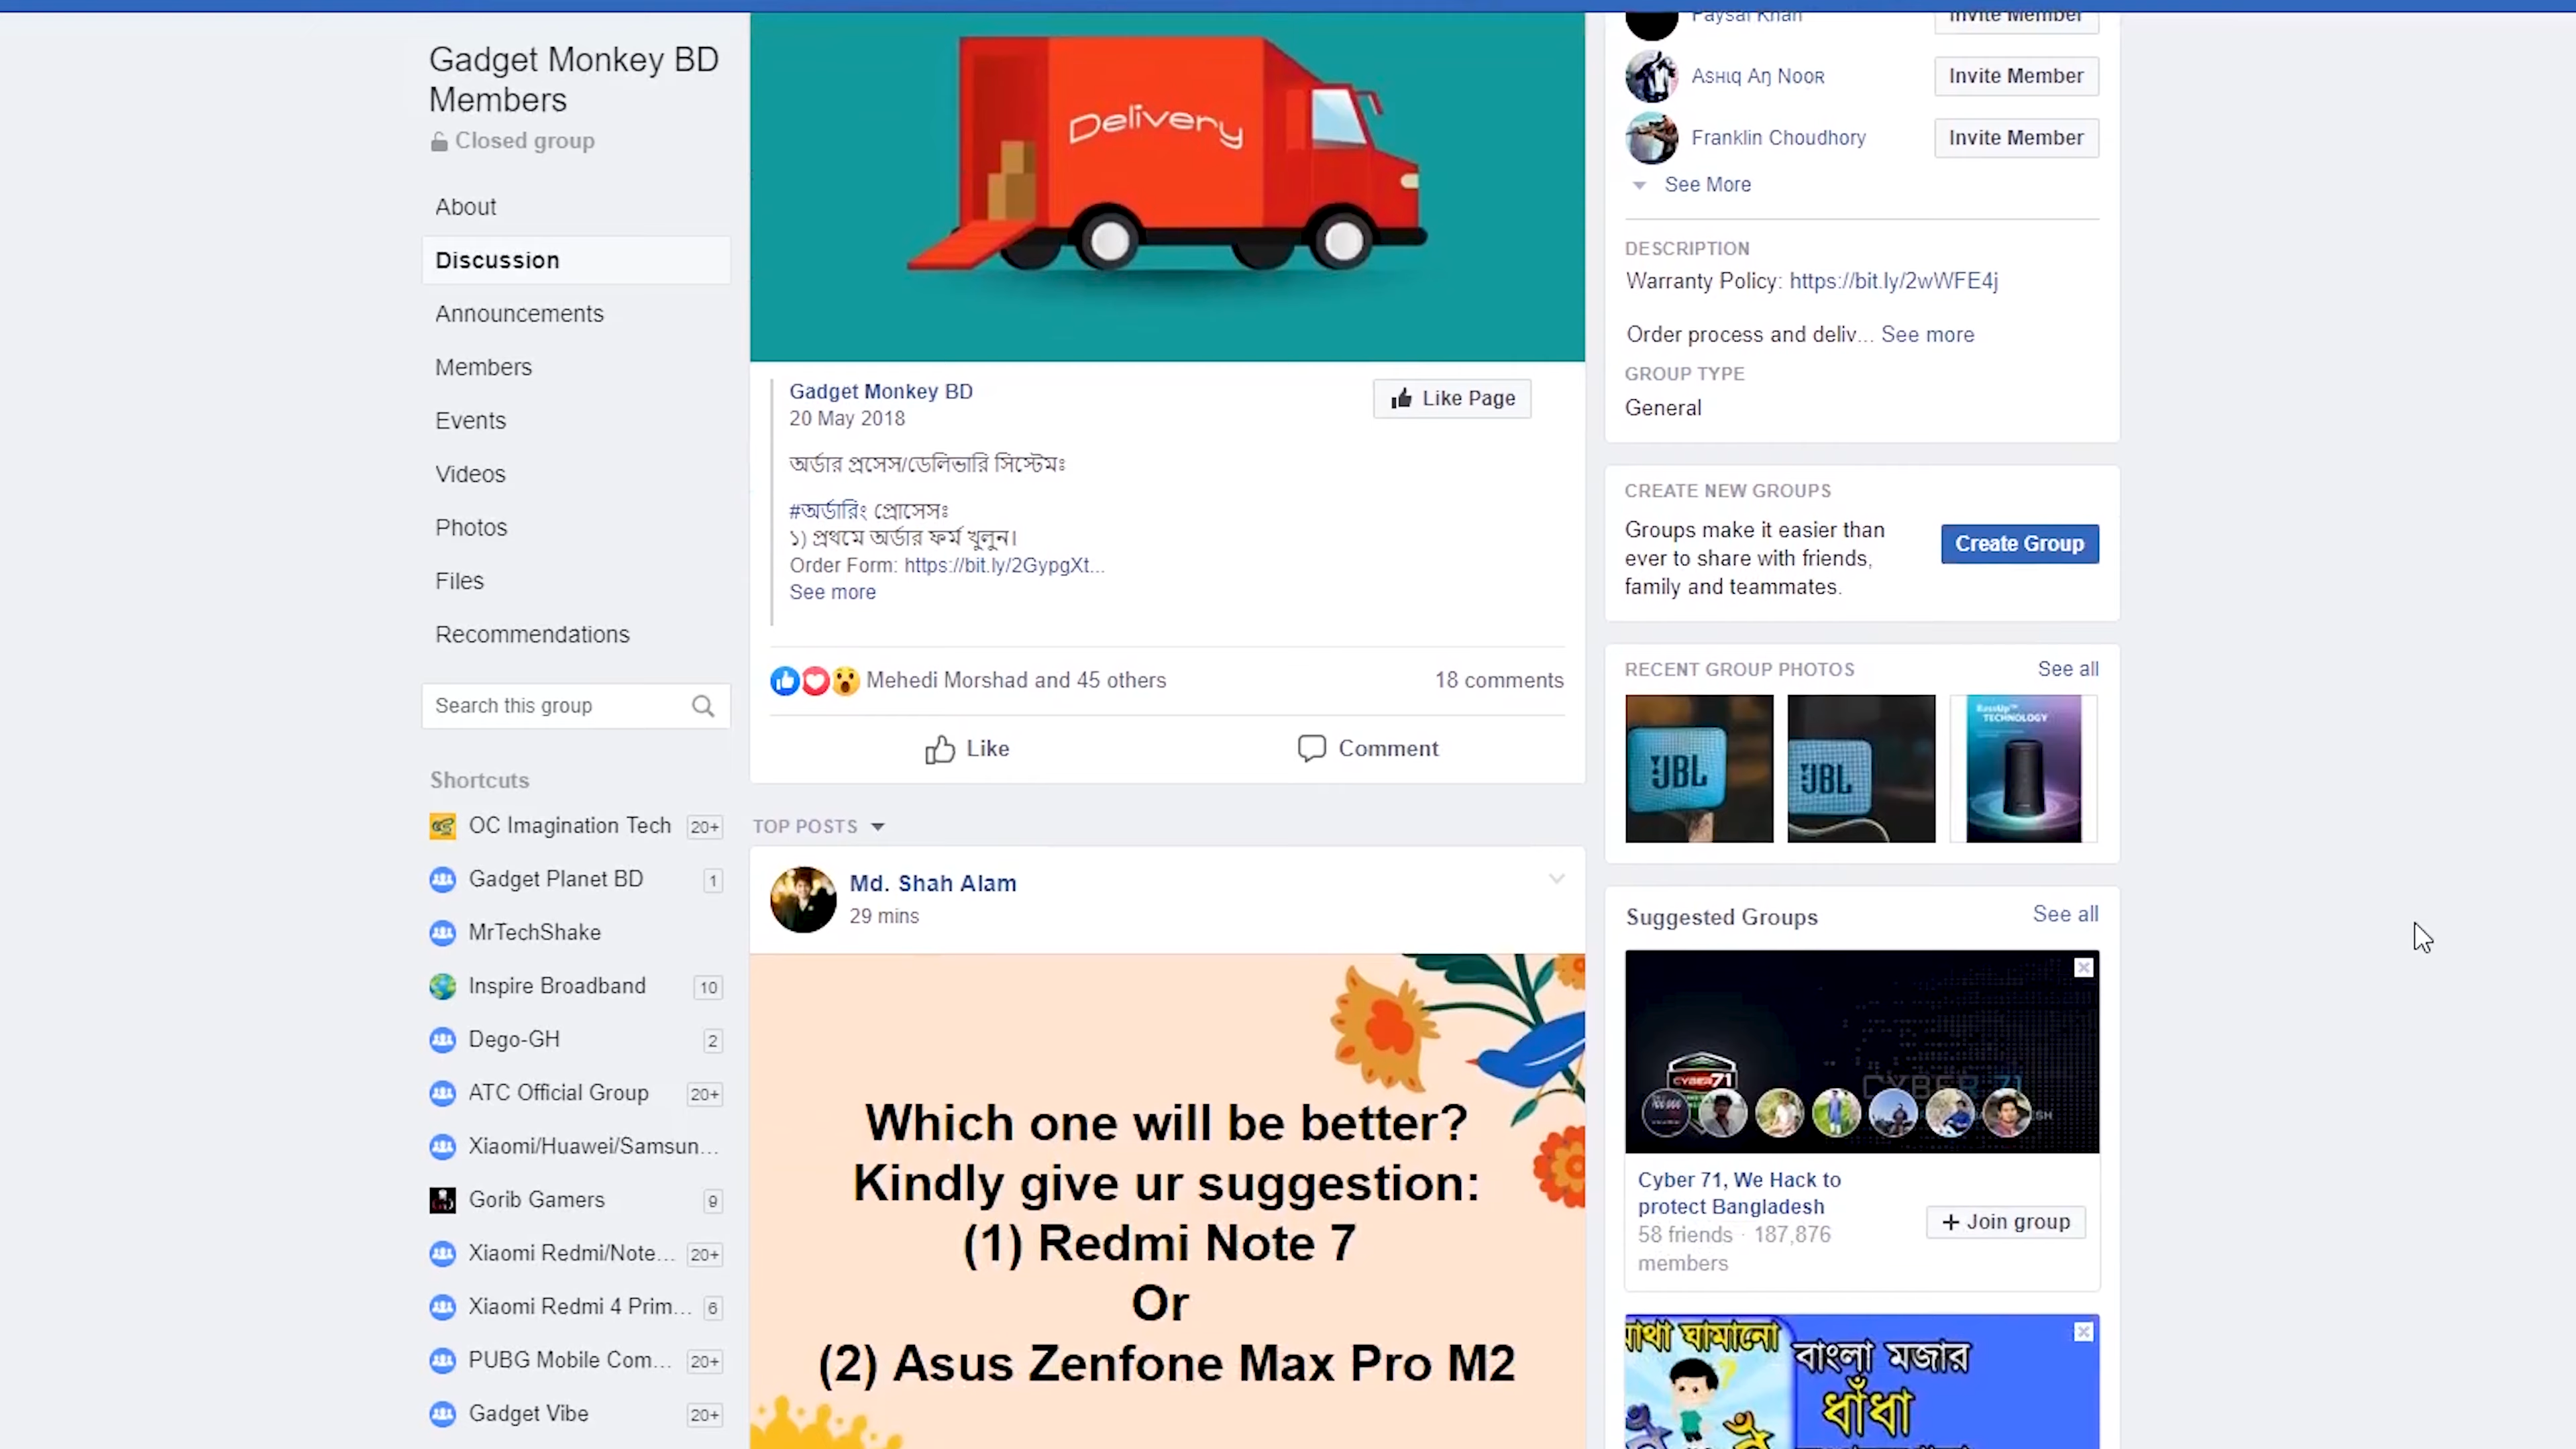 Gadget Monkey BD
Members
Closed group
About
Discussion
Announcements
Members
Events
Videos
Photos
Files
Recommendations
Search this group
Shortcuts
OC Imagination Tech 20+
Gadget Planet BD 1
MrTechShake
Inspire Broadband 10
Dego-GH 2
ATC Official Group 20+
Xiaomi/Huawei/Samsun...
Gorib Gamers 9
Xiaomi Redmi/Note... 20+
Xiaomi Redmi 4 Prim... 6
PUBG Mobile Com... 20+
Gadget Vibe 20+
Delivery
Gadget Monkey BD
20 May 2018
Like Page
অর্ডার প্রসেস/ডেলিভারি সিস্টেমঃ
#অর্ডারিং প্রোসেসঃ
১) প্রথমে অর্ডার ফর্ম খুলুন।
Order Form: https://bit.ly/2GypgXt...
See more
Mehedi Morshad and 45 others
18 comments
Like
Comment
TOP POSTS
Md. Shah Alam
29 mins
Which one will be better?
Kindly give ur suggestion:
(1) Redmi Note 7
Or
(2) Asus Zenfone Max Pro M2
Faysal Khan Invite Member
Asнιq Aŋ Nooʀ Invite Member
Franklin Choudhory Invite Member
See More
DESCRIPTION
Warranty Policy: https://bit.ly/2wWFE4j
Order process and deliv... See more
GROUP TYPE
General
CREATE NEW GROUPS
Groups make it easier than
ever to share with friends,
family and teammates.
Create Group
RECENT GROUP PHOTOS See all
JBL
JBL
BassUp™
TECHNOLOGY
Suggested Groups See all
CYBER71
CYBER 71
Cyber 71, We Hack to
protect Bangladesh
58 friends · 187,876
members
+ Join group
মাথা ঘামানো
বাংলা মজার
ধাঁধা